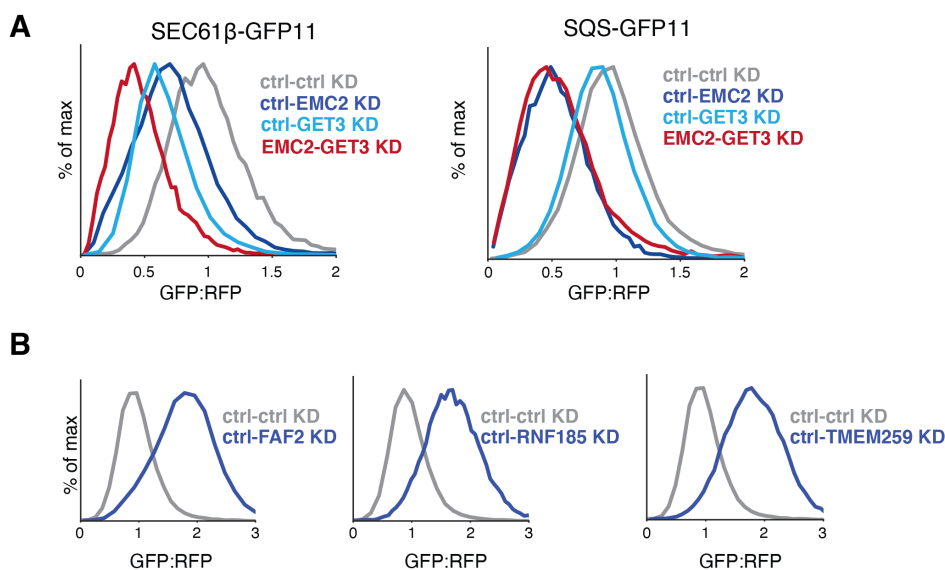 A
SEC61β-GFP11
% of max
ctrl-ctrl KD
ctrl-EMC2 KD
ctrl-GET3 KD
EMC2-GET3 KD
0 0.5 1 1.5 2
GFP:RFP
SQS-GFP11
% of max
ctrl-ctrl KD
ctrl-EMC2 KD
ctrl-GET3 KD
EMC2-GET3 KD
0 0.5 1 1.5 2
GFP:RFP
B
% of max
ctrl-ctrl KD
ctrl-FAF2 KD
0 1 2 3
GFP:RFP
ctrl-ctrl KD
ctrl-RNF185 KD
0 1 2 3
GFP:RFP
ctrl-ctrl KD
ctrl-TMEM259 KD
0 1 2 3
GFP:RFP